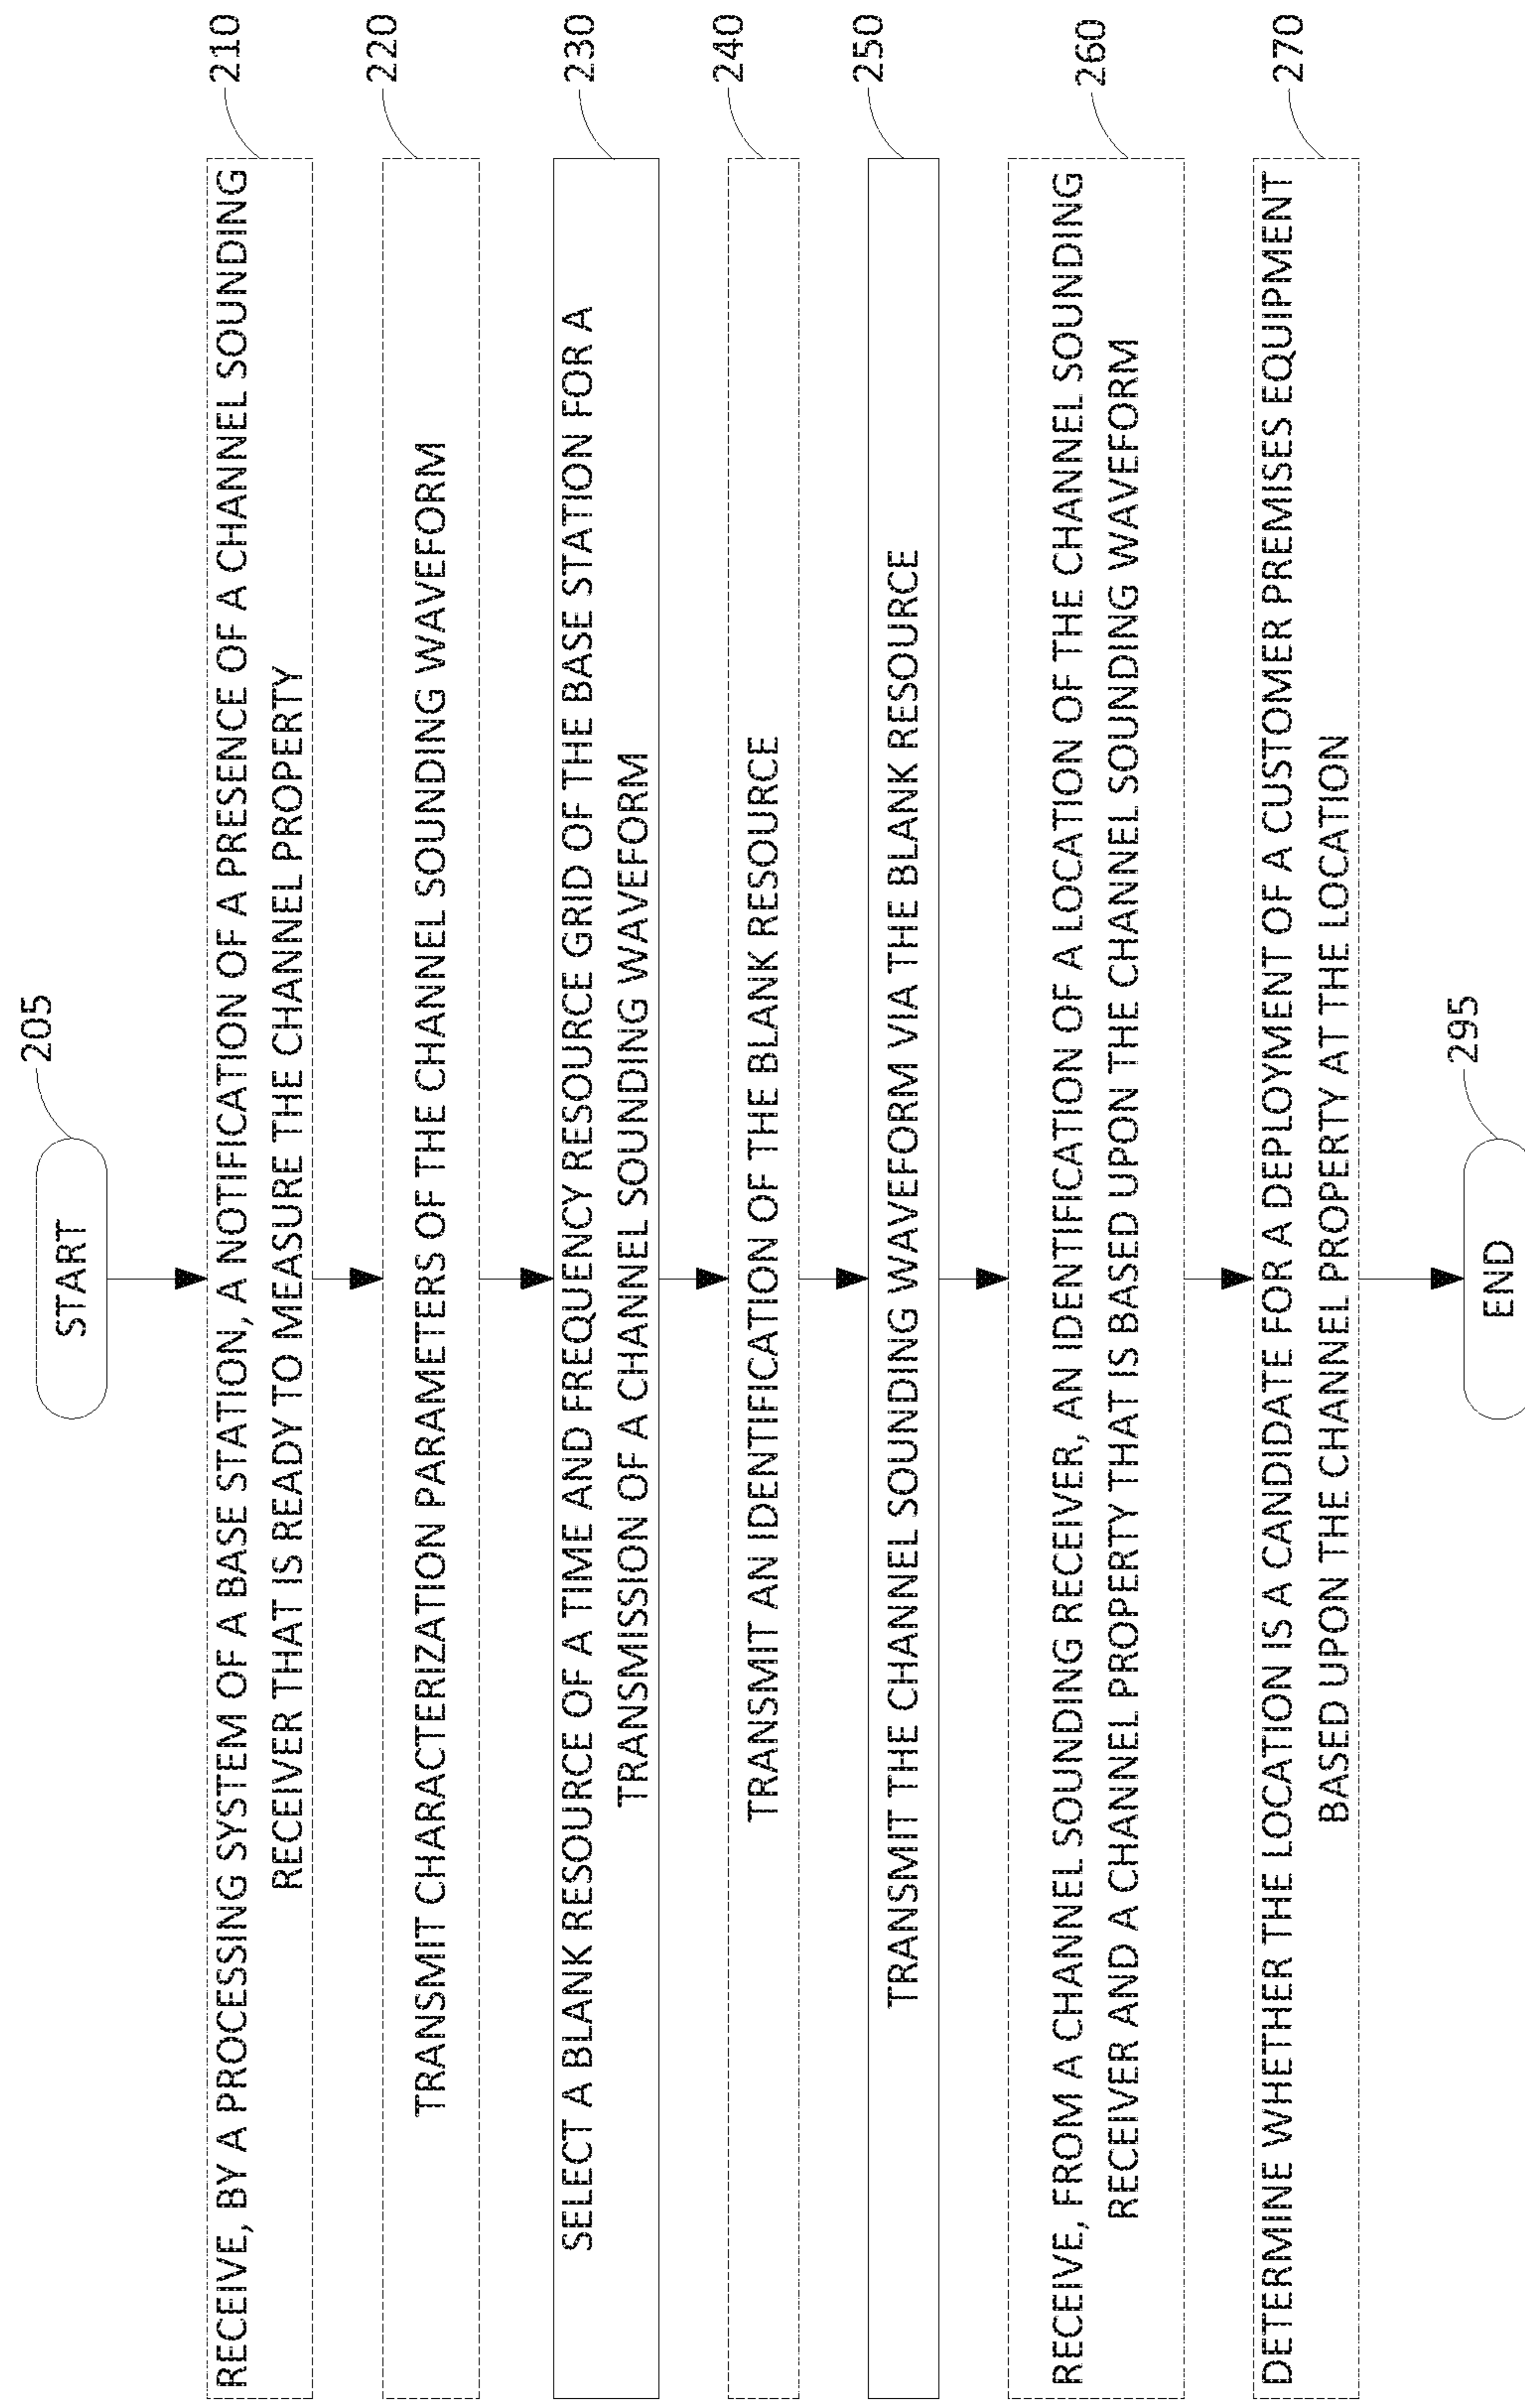 205
START
210
RECEIVE, BY A PROCESSING SYSTEM OF A BASE STATION, A NOTIFICATION OF A PRESENCE OF A CHANNEL SOUNDING
RECEIVER THAT IS READY TO MEASURE THE CHANNEL PROPERTY
220
TRANSMIT CHARACTERIZATION PARAMETERS OF THE CHANNEL SOUNDING WAVEFORM
230
SELECT A BLANK RESOURCE OF A TIME AND FREQUENCY RESOURCE GRID OF THE BASE STATION FOR A
TRANSMISSION OF A CHANNEL SOUNDING WAVEFORM
240
TRANSMIT AN IDENTIFICATION OF THE BLANK RESOURCE
250
TRANSMIT THE CHANNEL SOUNDING WAVEFORM VIA THE BLANK RESOURCE
260
RECEIVE, FROM A CHANNEL SOUNDING RECEIVER, AN IDENTIFICATION OF A LOCATION OF THE CHANNEL SOUNDING
RECEIVER AND A CHANNEL PROPERTY THAT IS BASED UPON THE CHANNEL SOUNDING WAVEFORM
270
DETERMINE WHETHER THE LOCATION IS A CANDIDATE FOR A DEPLOYMENT OF A CUSTOMER PREMISES EQUIPMENT
BASED UPON THE CHANNEL PROPERTY AT THE LOCATION
295
END